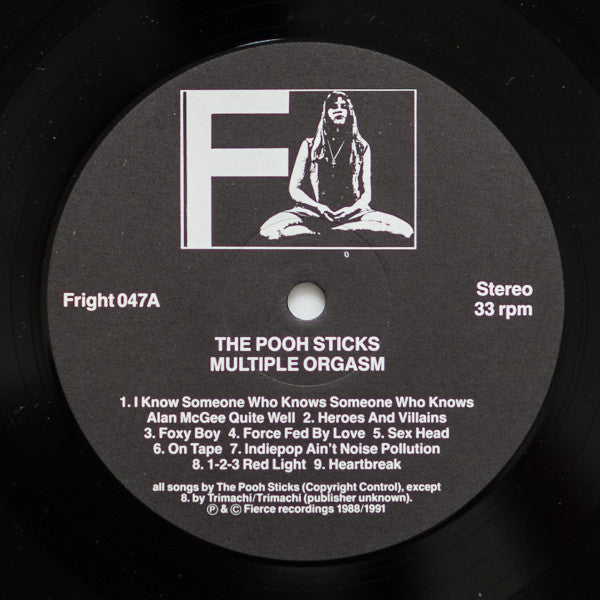 F
Fright 047A
Stereo
33 rpm
THE POOH STICKS
MULTIPLE ORGASM
1. I Know Someone Who Knows Someone Who Knows
Alan McGee Quite Well 2. Heroes And Villains
3. Foxy Boy 4. Force Fed By Love 5. Sex Head
6. On Tape 7. Indiepop Ain't Noise Pollution
8. 1-2-3 Red Light 9. Heartbreak
all songs by The Pooh Sticks (Copyright Control), except
8. by Trimachi/Trimachi (publisher unknown).
Ⓟ & © Fierce recordings 1988/1991